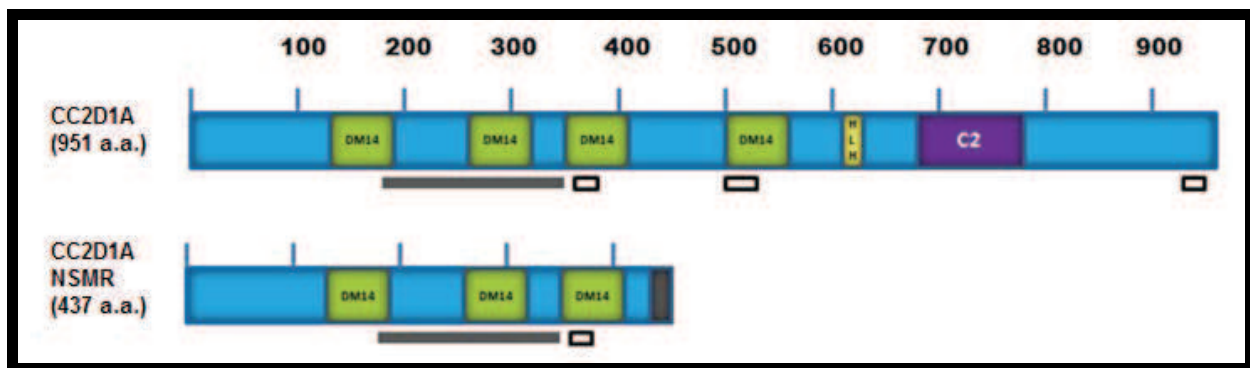 100 200 300 400 500 600 700 800 900
CC2D1A
(951 a.a.)
DM14 DM14 DM14 DM14 HLH C2
CC2D1A
NSMR
(437 a.a.)
DM14 DM14 DM14